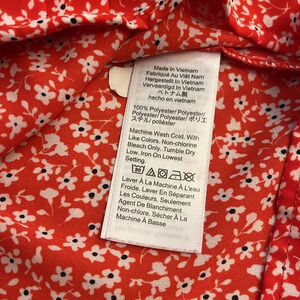 Made In Vietnam
Fabriqué Au Viêt Nam
Hergestellt In Vietnam
Vervaardigd In Vietnam
ベトナム製
hecho en vietnam
100% Polyester/ Polyester/
Polyester/ Polyester/ ポリエ
ステル/ poliéster
Machine Wash Cold. With
Like Colors. Non-chlorine
Bleach Only. Tumble Dry
Low. Iron On Lowest
Setting.
Laver À La Machine À L'eau
Froide, Laver En Séparant
Les Couleurs, Seulement
Agent De Blanchiment
Non-chlore, Sécher À La
Machine À Basse